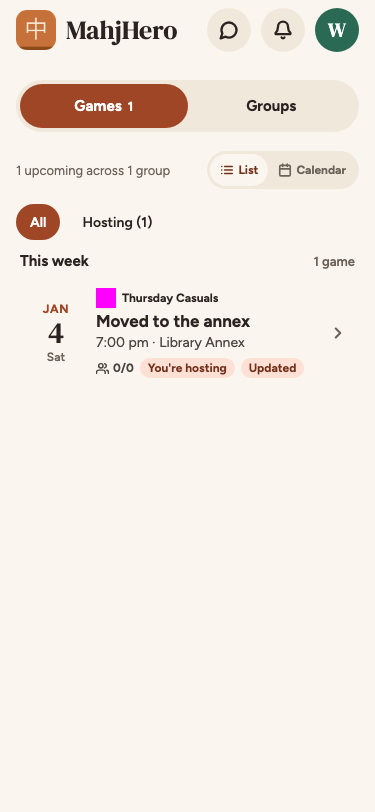 中 MahjHero
W
Games 1
Groups
1 upcoming across 1 group
List
Calendar
All
Hosting (1)
This week
1 game
JAN
4
Sat
Thursday Casuals
Moved to the annex
7:00 pm · Library Annex
0/0
You're hosting
Updated